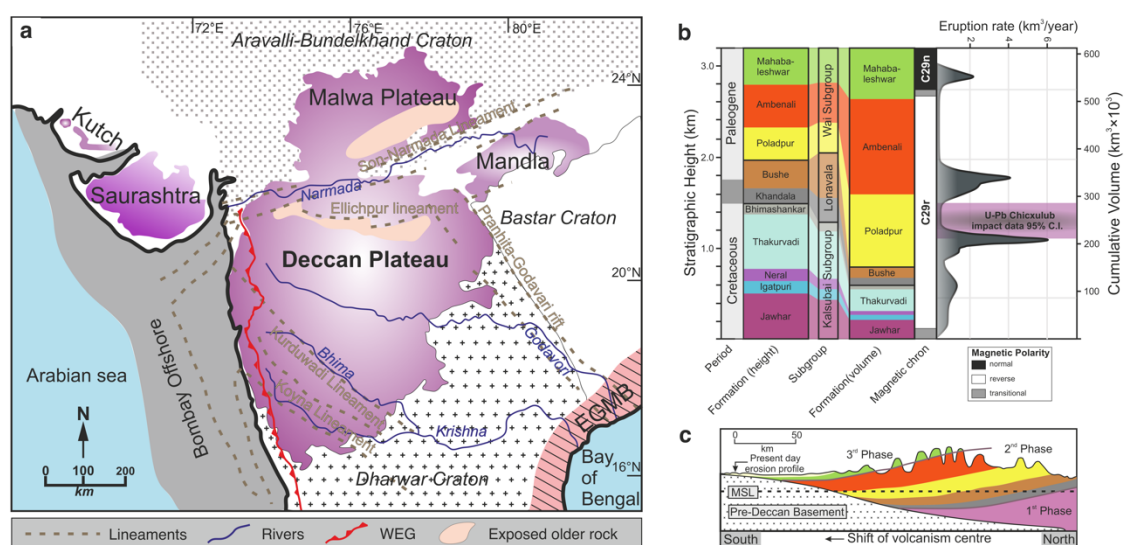 a
72°E
76°E
80°E
Aravalli-Bundelkhand Craton
24°N
Malwa Plateau
Kutch
Son-Narmada Lineament
Mandla
Saurashtra
Narmada
Ellichpur lineament
Bastar Craton
Pranhita-Godavari rift
Deccan Plateau
20°N
Bombay Offshore
Godavari
Kurduwadi Lineament
Bhima
Arabian sea
Koyna Lineament
EGMB
N
Krishna
Bay
of
Bengal
16°N
0 100 200
km
Dharwar Craton
Lineaments
Rivers
WEG
Exposed older rock
b
Eruption rate (km³/year)
2 4 6
Stratigraphic Height (km)
3.0
2.0
1.0
Paleogene
Cretaceous
Mahaba-
leshwar
Ambenali
Poladpur
Bushe
Khandala
Bhimashankar
Thakurvadi
Neral
Igatpuri
Jawhar
Wai Subgroup
Lonavala
Kalsubai Subgroup
Mahaba-
leshwar
Ambenali
Poladpur
Bushe
Thakurvadi
Jawhar
C29n
C29r
U-Pb Chicxulub
impact data 95% C.I.
600
500
400
300
200
100
Cumulative Volume (km³×10³)
Period
Formation (height)
Subgroup
Formation(volume)
Magnetic chron
Magnetic Polarity
normal
reverse
transitional
c
0 50
km
Present day
erosion profile
3rd Phase
2nd Phase
MSL
Pre-Deccan Basement
1st Phase
South
Shift of volcanism centre
North